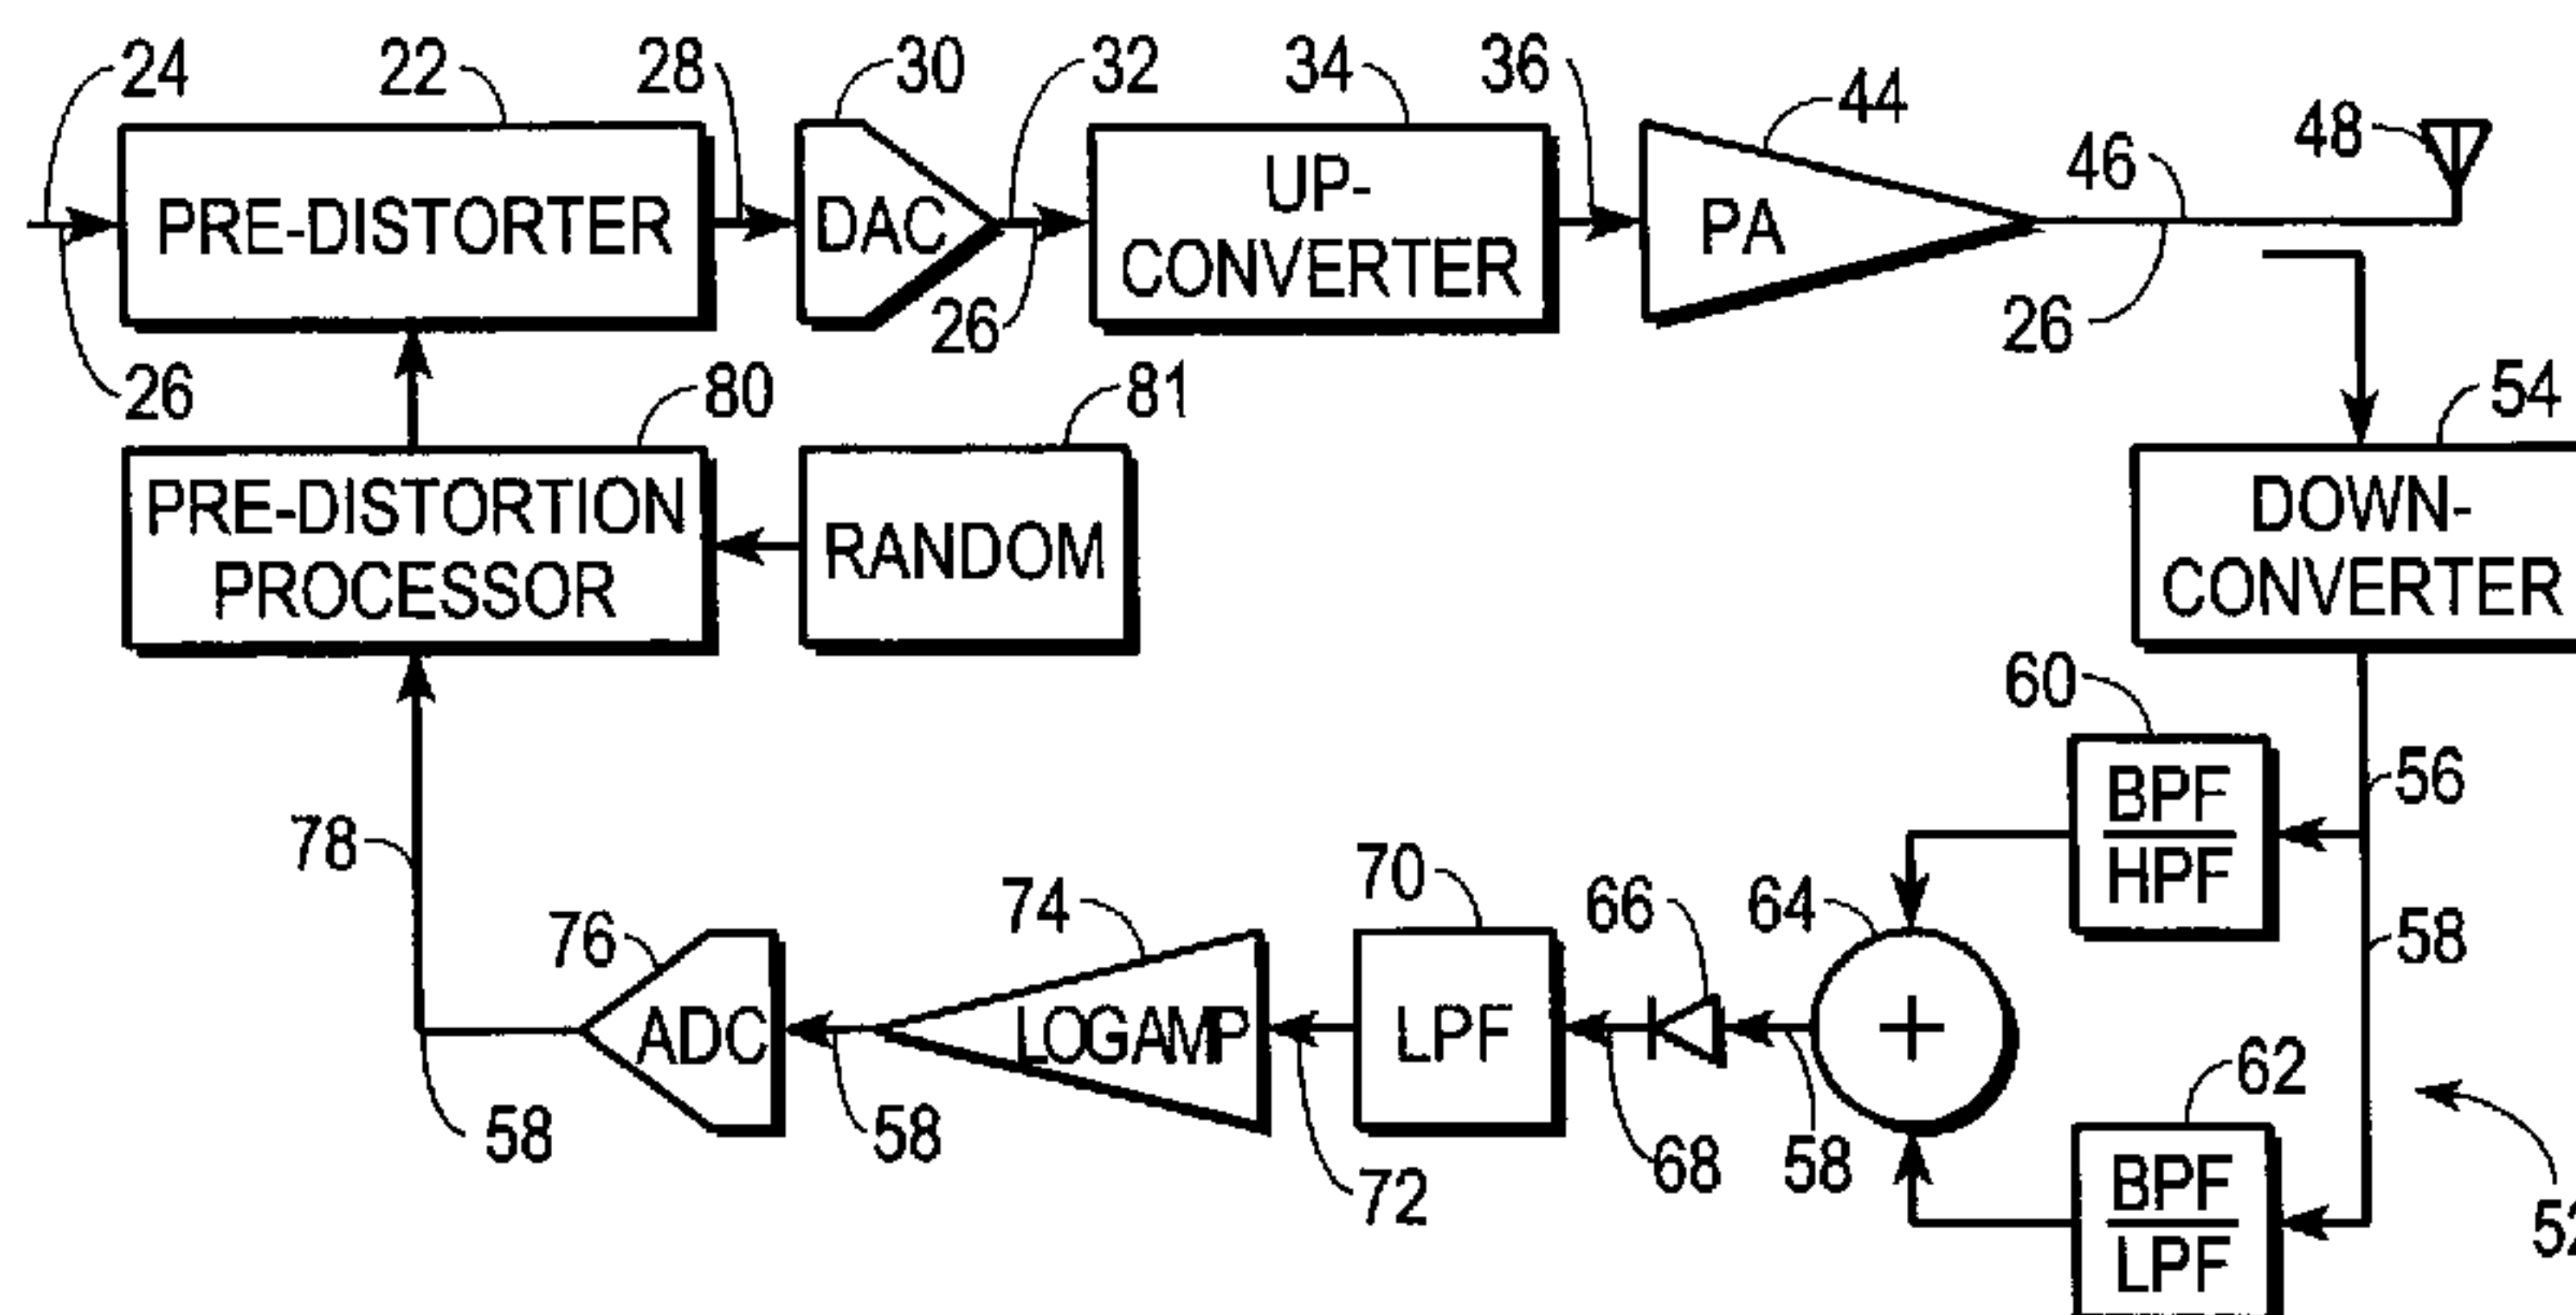 24
22
28
30
32
34
36
44
46
48
PRE-DISTORTER
DAC
UP-
CONVERTER
PA
26
26
26
80
81
54
PRE-DISTORTION
PROCESSOR
RANDOM
DOWN-
CONVERTER
60
56
BPF
HPF
58
78
76
74
70
66
64
ADC
LOGAMP
LPF
+
62
58
58
72
68
58
BPF
LPF